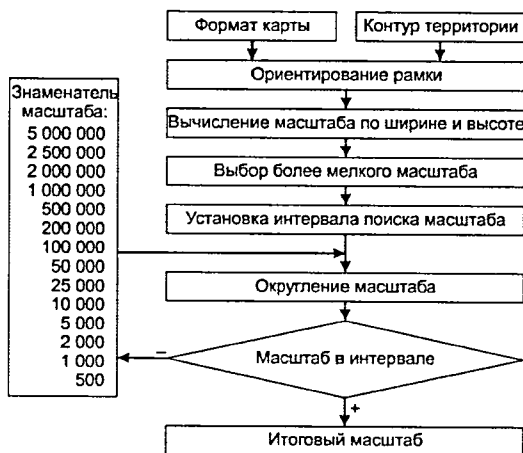 Формат карты
Контур территории
Ориентирование рамки
Вычисление масштаба по ширине и высоте
Выбор более мелкого масштаба
Установка интервала поиска масштаба
Знаменатель
масштаба:
5 000 000
2 500 000
2 000 000
1 000 000
500 000
200 000
100 000
50 000
25 000
10 000
5 000
2 000
1 000
500
Округление масштаба
Масштаб в интервале
–
+
Итоговый масштаб